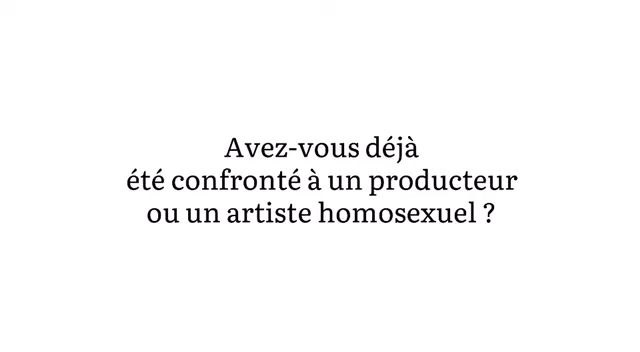 Avez-vous déjà
été confronté à un producteur
ou un artiste homosexuel ?